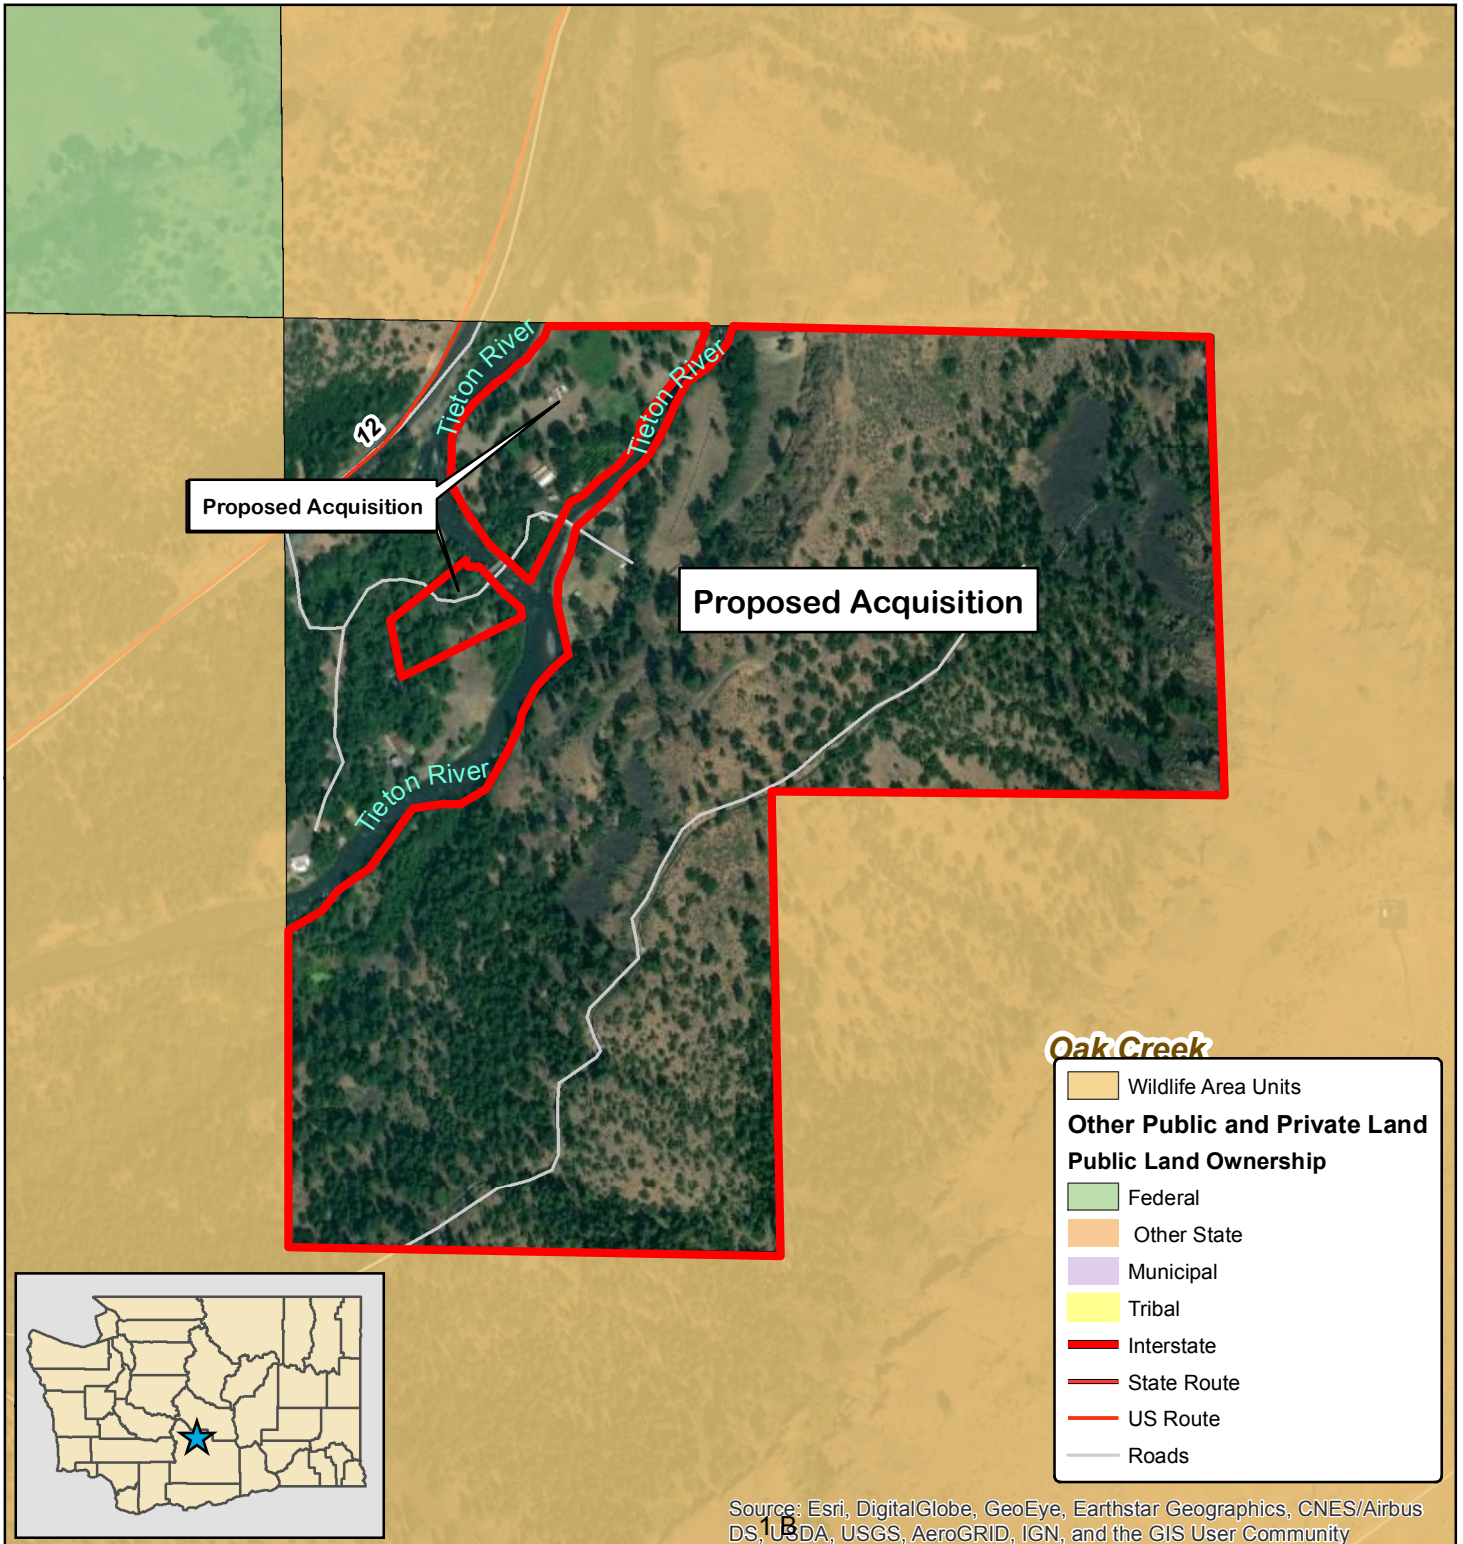 Tieton River
Tieton River
12
Proposed Acquisition
Proposed Acquisition
Tieton River
Oak Creek
Wildlife Area Units
Other Public and Private Land
Public Land Ownership
Federal
Other State
Municipal
Tribal
Interstate
State Route
US Route
Roads
Source: Esri, DigitalGlobe, GeoEye, Earthstar Geographics, CNES/Airbus
DS, USDA, USGS, AeroGRID, IGN, and the GIS User Community
1 B